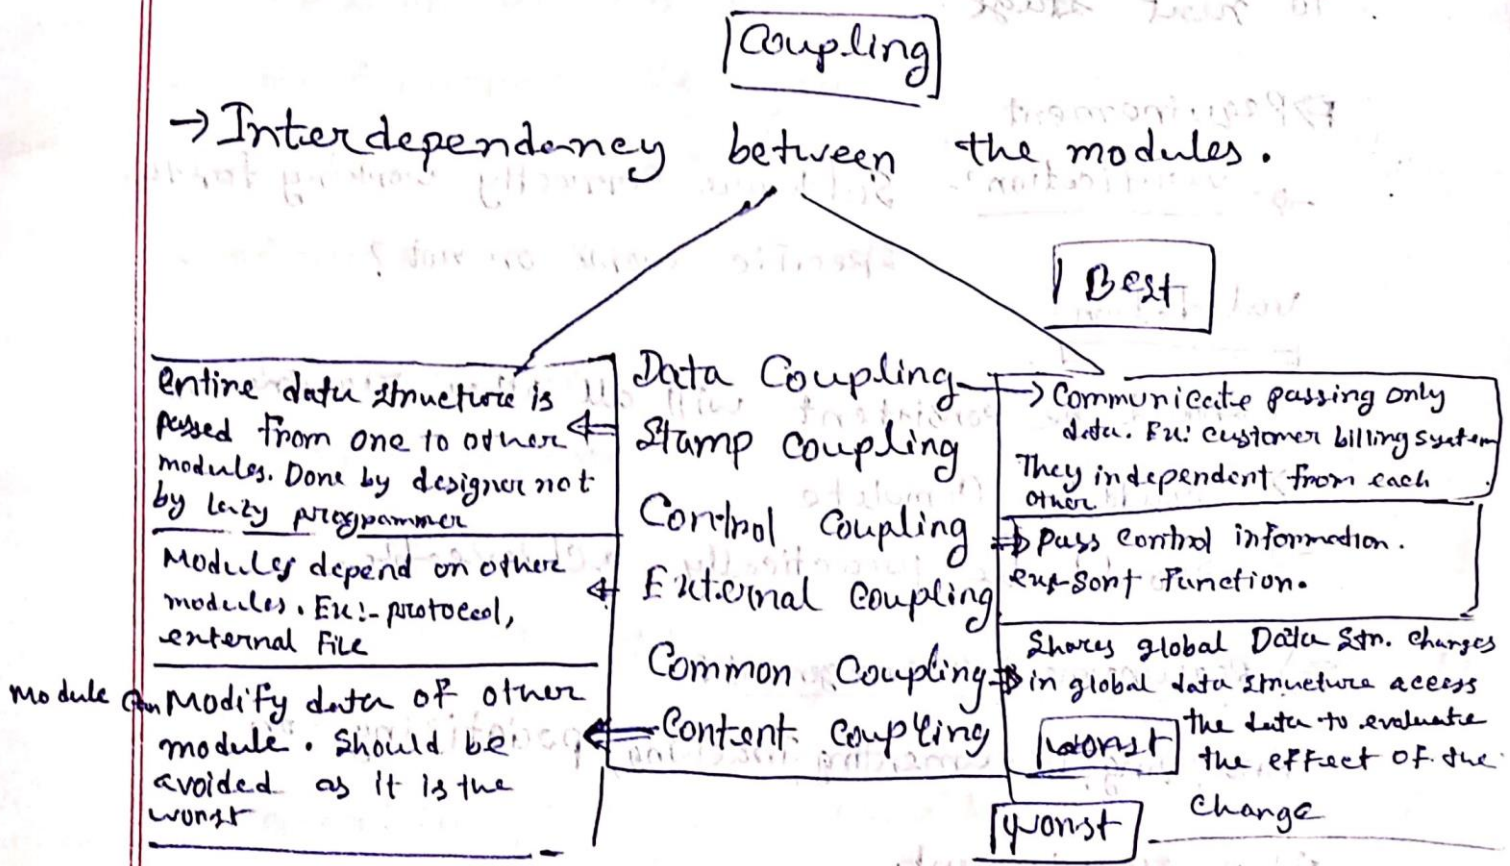 Coupling
→ Interdependency between the modules.
Best
entire data structure is
passed from one to other
modules. Done by designer not
by lazy programmer
Modules depend on other
modules. Ex:- protocol,
external File
module can Modify data of other
module. Should be
avoided as it is the
worst
Data Coupling
Stamp Coupling
Control Coupling
External Coupling
Common Coupling
Content Coupling
→ Communicate passing only
data. Ex: customer billing system
They independent from each
other
⇒ pass control information.
ex:-Sort Function.
Shares global Data Str. Changes
in global data structure access
the data to evaluate
the effect of the
change
worst
worst